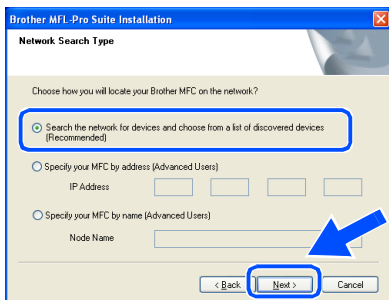 Brother MFL-Pro Suite Installation
Network Search Type
Choose how you will locate your Brother MFC on the network?
Search the network for devices and choose from a list of discovered devices
(Recommended)
Specify your MFC by address (Advanced Users)
IP Address
Specify your MFC by name (Advanced Users)
Node Name
< Back
Next >
Cancel